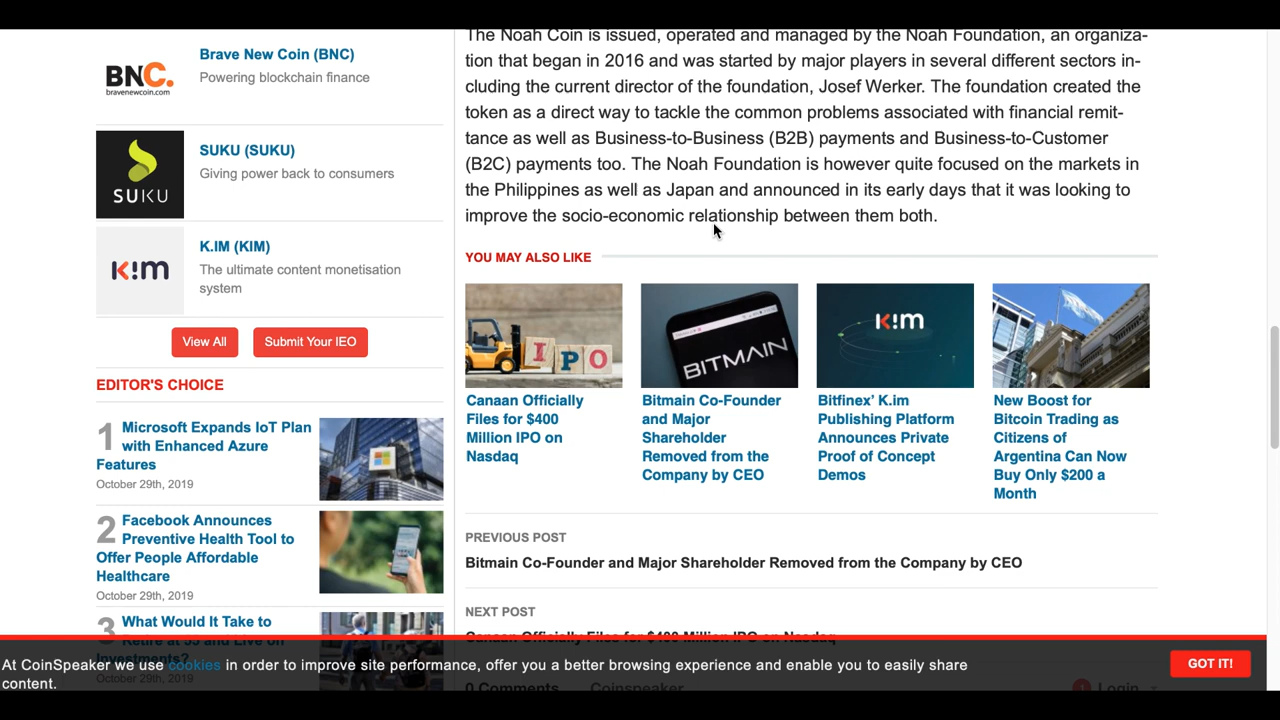 BNC.
bravenewcoin.com
Brave New Coin (BNC)
Powering blockchain finance
SUKU
SUKU (SUKU)
Giving power back to consumers
K!m
K.IM (KIM)
The ultimate content monetisation
system
View All
Submit Your IEO
EDITOR'S CHOICE
1 Microsoft Expands IoT Plan
with Enhanced Azure
Features
October 29th, 2019
2 Facebook Announces
Preventive Health Tool to
Offer People Affordable
Healthcare
October 29th, 2019
3 What Would It Take to
Retire at 55 and Live on
Investments?
October 29th, 2019
The Noah Coin is issued, operated and managed by the Noah Foundation, an organiza-
tion that began in 2016 and was started by major players in several different sectors in-
cluding the current director of the foundation, Josef Werker. The foundation created the
token as a direct way to tackle the common problems associated with financial remit-
tance as well as Business-to-Business (B2B) payments and Business-to-Customer
(B2C) payments too. The Noah Foundation is however quite focused on the markets in
the Philippines as well as Japan and announced in its early days that it was looking to
improve the socio-economic relationship between them both.
YOU MAY ALSO LIKE
IPO
Canaan Officially
Files for $400
Million IPO on
Nasdaq
BITMAIN
Bitmain Co-Founder
and Major
Shareholder
Removed from the
Company by CEO
K!m
Bitfinex' K.im
Publishing Platform
Announces Private
Proof of Concept
Demos
New Boost for
Bitcoin Trading as
Citizens of
Argentina Can Now
Buy Only $200 a
Month
PREVIOUS POST
Bitmain Co-Founder and Major Shareholder Removed from the Company by CEO
NEXT POST
Canaan Officially Files for $400 Million IPO on Nasdaq
0 Comments Coinspeaker
1 Login
At CoinSpeaker we use cookies in order to improve site performance, offer you a better browsing experience and enable you to easily share
content.
GOT IT!